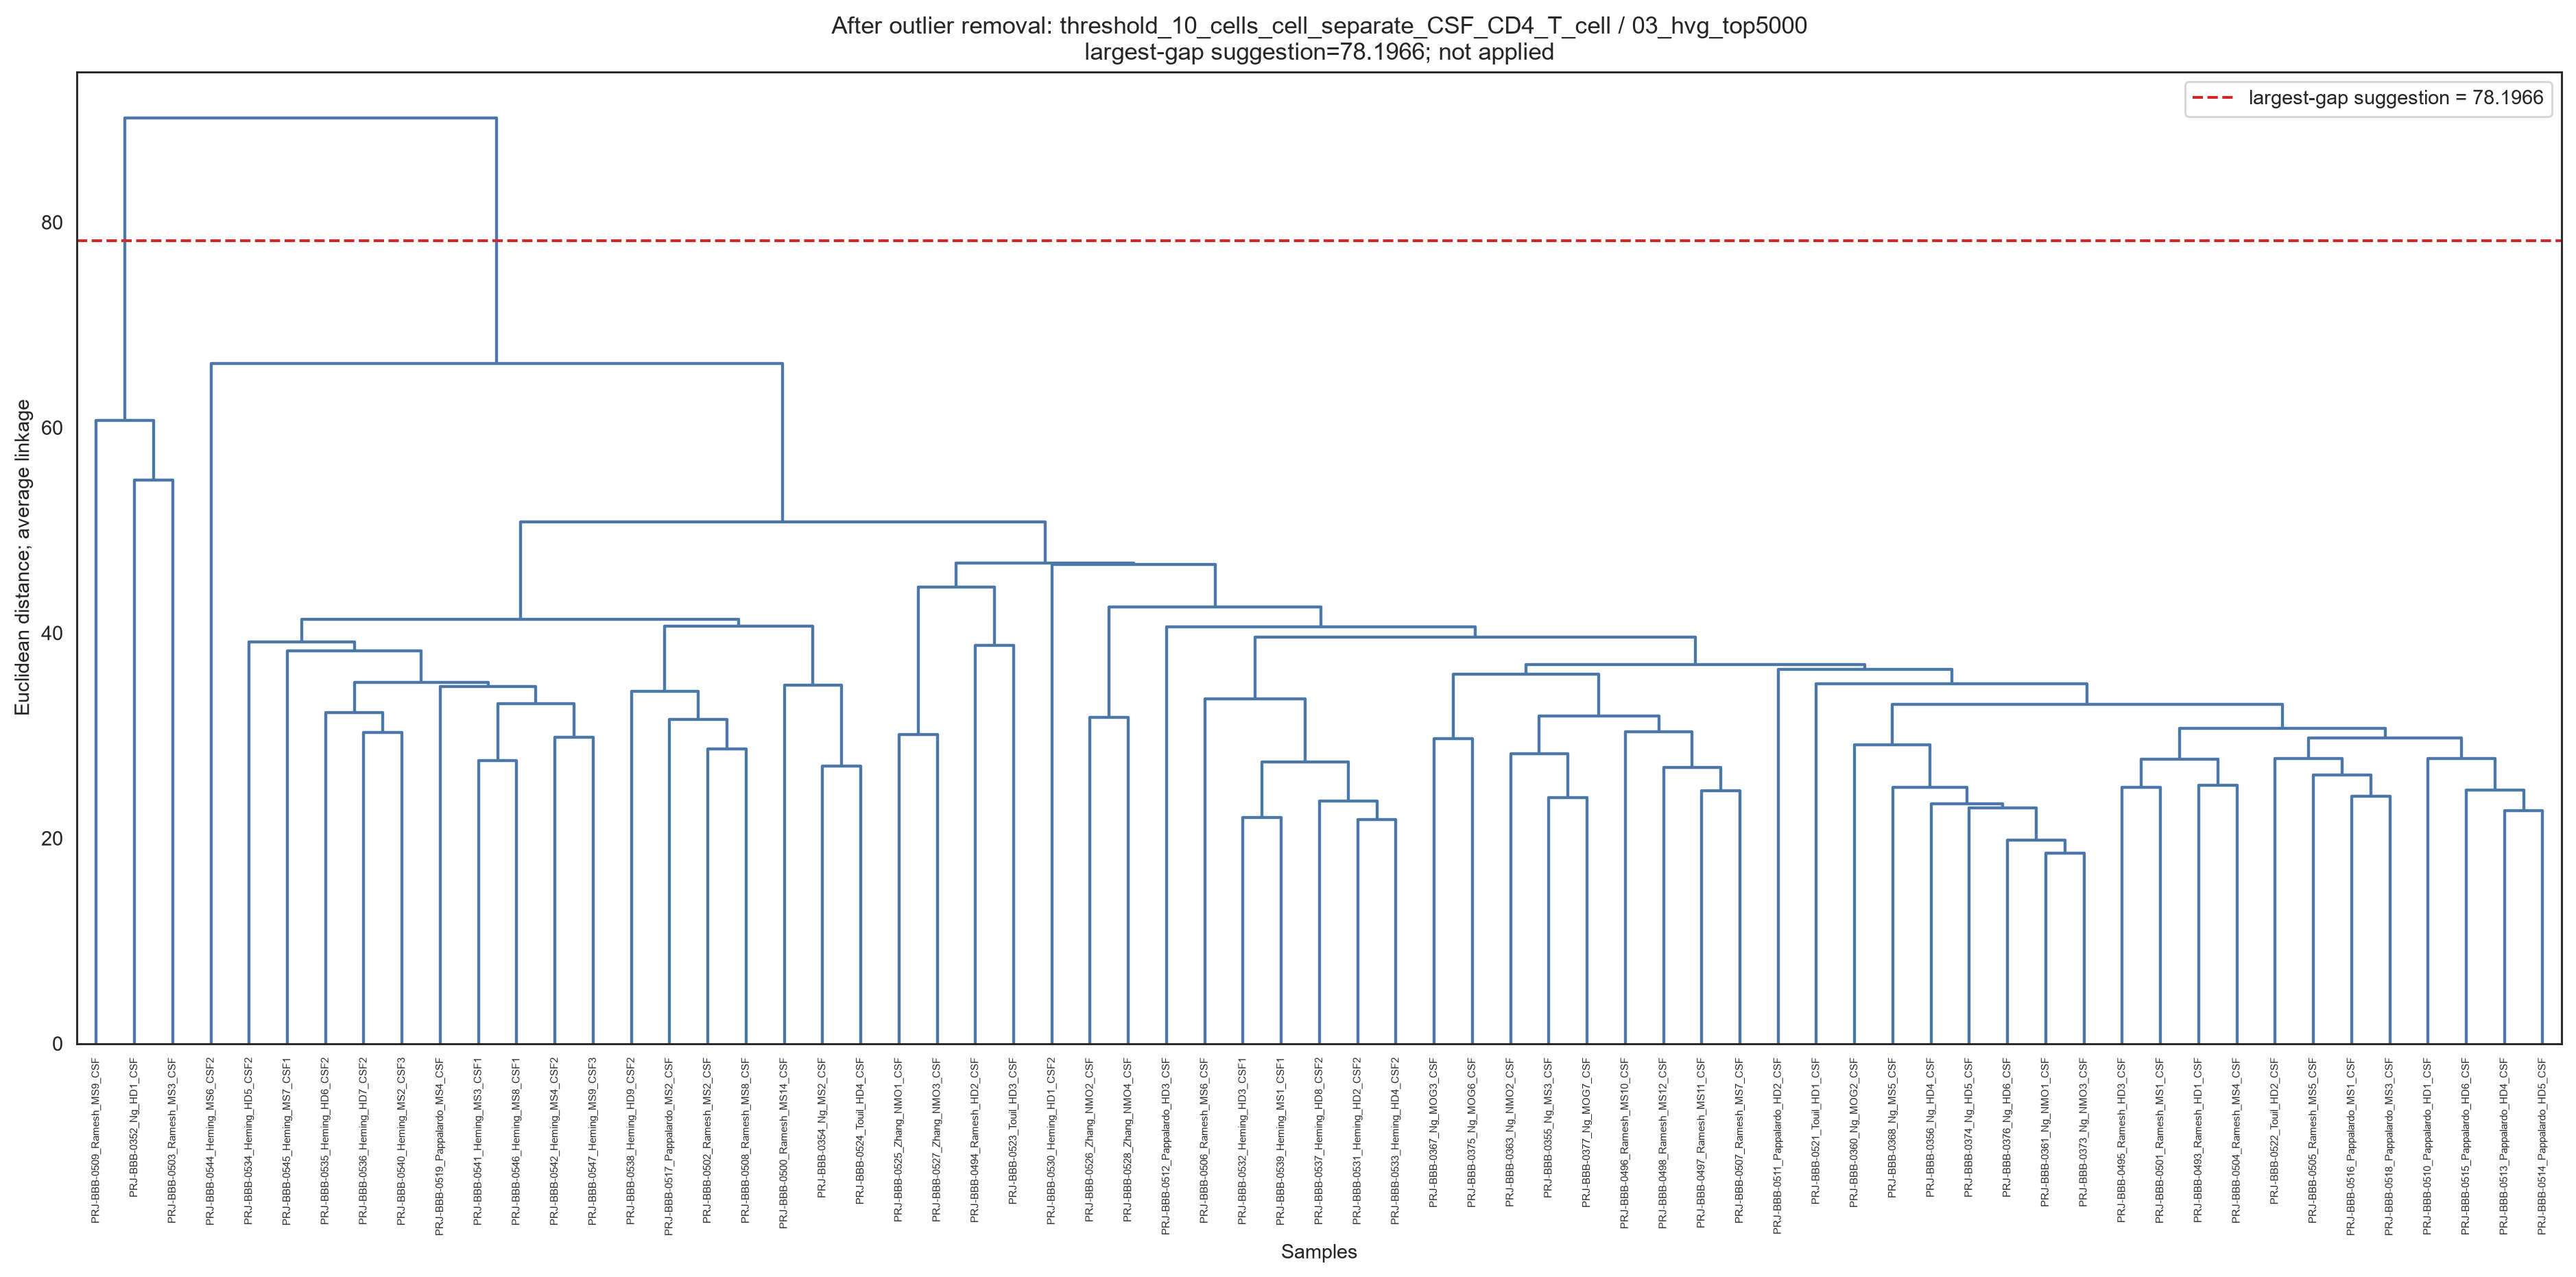 After outlier removal: threshold_10_cells_cell_separate_CSF_CD4_T_cell / 03_hvg_top5000
largest-gap suggestion=78.1966; not applied
largest-gap suggestion = 78.1966
Euclidean distance; average linkage
80
60
40
20
0
PRJ-BBB-0509_Ramesh_MS9_CSF
PRJ-BBB-0352_Ng_HD1_CSF
PRJ-BBB-0503_Ramesh_MS3_CSF
PRJ-BBB-0544_Heming_MS6_CSF2
PRJ-BBB-0534_Heming_HD5_CSF2
PRJ-BBB-0545_Heming_MS7_CSF1
PRJ-BBB-0535_Heming_HD6_CSF2
PRJ-BBB-0536_Heming_HD7_CSF2
PRJ-BBB-0540_Heming_MS2_CSF3
PRJ-BBB-0519_Pappalardo_MS4_CSF
PRJ-BBB-0541_Heming_MS3_CSF1
PRJ-BBB-0546_Heming_MS8_CSF1
PRJ-BBB-0542_Heming_MS4_CSF2
PRJ-BBB-0547_Heming_MS9_CSF3
PRJ-BBB-0538_Heming_HD9_CSF2
PRJ-BBB-0517_Pappalardo_MS2_CSF
PRJ-BBB-0502_Ramesh_MS2_CSF
PRJ-BBB-0508_Ramesh_MS8_CSF
PRJ-BBB-0500_Ramesh_MS14_CSF
PRJ-BBB-0354_Ng_MS2_CSF
PRJ-BBB-0524_Touil_HD4_CSF
PRJ-BBB-0525_Zhang_NMO1_CSF
PRJ-BBB-0527_Zhang_NMO3_CSF
PRJ-BBB-0494_Ramesh_HD2_CSF
PRJ-BBB-0523_Touil_HD3_CSF
PRJ-BBB-0530_Heming_HD1_CSF2
PRJ-BBB-0526_Zhang_NMO2_CSF
PRJ-BBB-0528_Zhang_NMO4_CSF
PRJ-BBB-0512_Pappalardo_HD3_CSF
PRJ-BBB-0506_Ramesh_MS6_CSF
PRJ-BBB-0532_Heming_HD3_CSF1
PRJ-BBB-0539_Heming_MS1_CSF1
PRJ-BBB-0537_Heming_HD8_CSF2
PRJ-BBB-0531_Heming_HD2_CSF2
PRJ-BBB-0533_Heming_HD4_CSF2
PRJ-BBB-0367_Ng_MOG3_CSF
PRJ-BBB-0375_Ng_MOG6_CSF
PRJ-BBB-0363_Ng_NMO2_CSF
PRJ-BBB-0355_Ng_MS3_CSF
PRJ-BBB-0377_Ng_MOG7_CSF
PRJ-BBB-0496_Ramesh_MS10_CSF
PRJ-BBB-0498_Ramesh_MS12_CSF
PRJ-BBB-0497_Ramesh_MS11_CSF
PRJ-BBB-0507_Ramesh_MS7_CSF
PRJ-BBB-0511_Pappalardo_HD2_CSF
PRJ-BBB-0521_Touil_HD1_CSF
PRJ-BBB-0360_Ng_MOG2_CSF
PRJ-BBB-0368_Ng_MS5_CSF
PRJ-BBB-0356_Ng_HD4_CSF
PRJ-BBB-0374_Ng_HD5_CSF
PRJ-BBB-0376_Ng_HD6_CSF
PRJ-BBB-0361_Ng_NMO1_CSF
PRJ-BBB-0373_Ng_NMO3_CSF
PRJ-BBB-0495_Ramesh_HD3_CSF
PRJ-BBB-0501_Ramesh_MS1_CSF
PRJ-BBB-0493_Ramesh_HD1_CSF
PRJ-BBB-0504_Ramesh_MS4_CSF
PRJ-BBB-0522_Touil_HD2_CSF
PRJ-BBB-0505_Ramesh_MS5_CSF
PRJ-BBB-0516_Pappalardo_MS1_CSF
PRJ-BBB-0518_Pappalardo_MS3_CSF
PRJ-BBB-0510_Pappalardo_HD1_CSF
PRJ-BBB-0515_Pappalardo_HD6_CSF
PRJ-BBB-0513_Pappalardo_HD4_CSF
PRJ-BBB-0514_Pappalardo_HD5_CSF
Samples